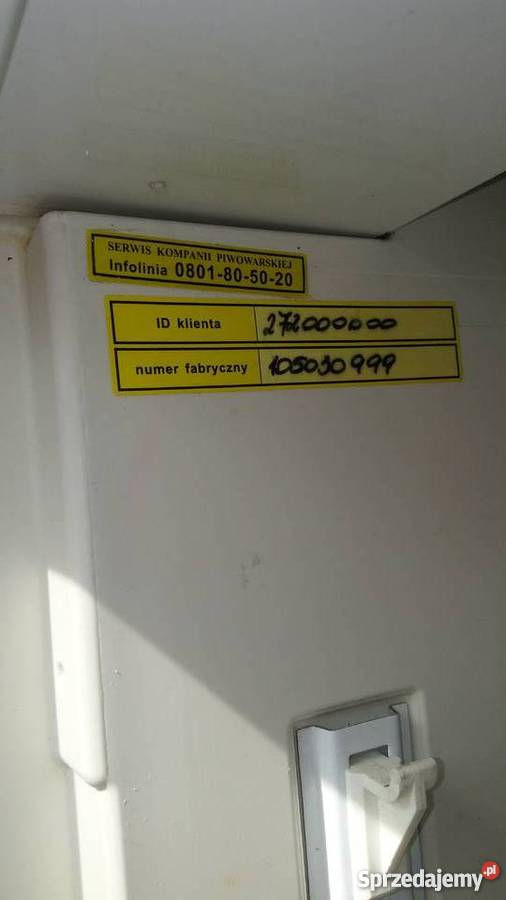 SERWIS KOMPANII PIWOWARSKIEJ
Infolinia 0801-80-50-20
ID klienta 272000000
numer fabryczny 105030999
Sprzedajemy.pl